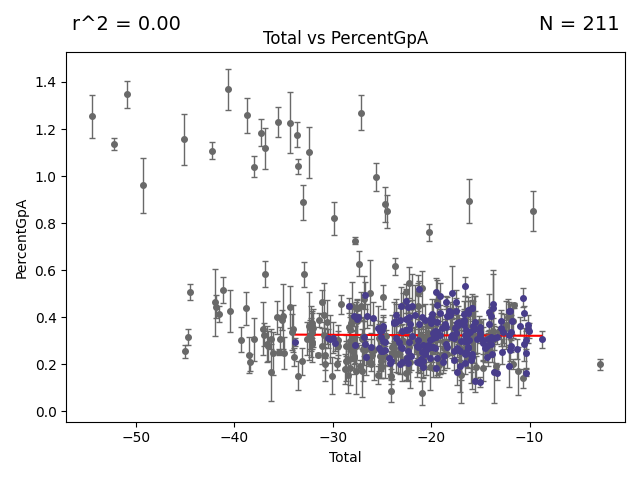 r^2 = 0.00
N = 211
Total vs PercentGpA
PercentGpA
1.4
1.2
1.0
0.8
0.6
0.4
0.2
0.0
−50
−40
−30
−20
−10
Total